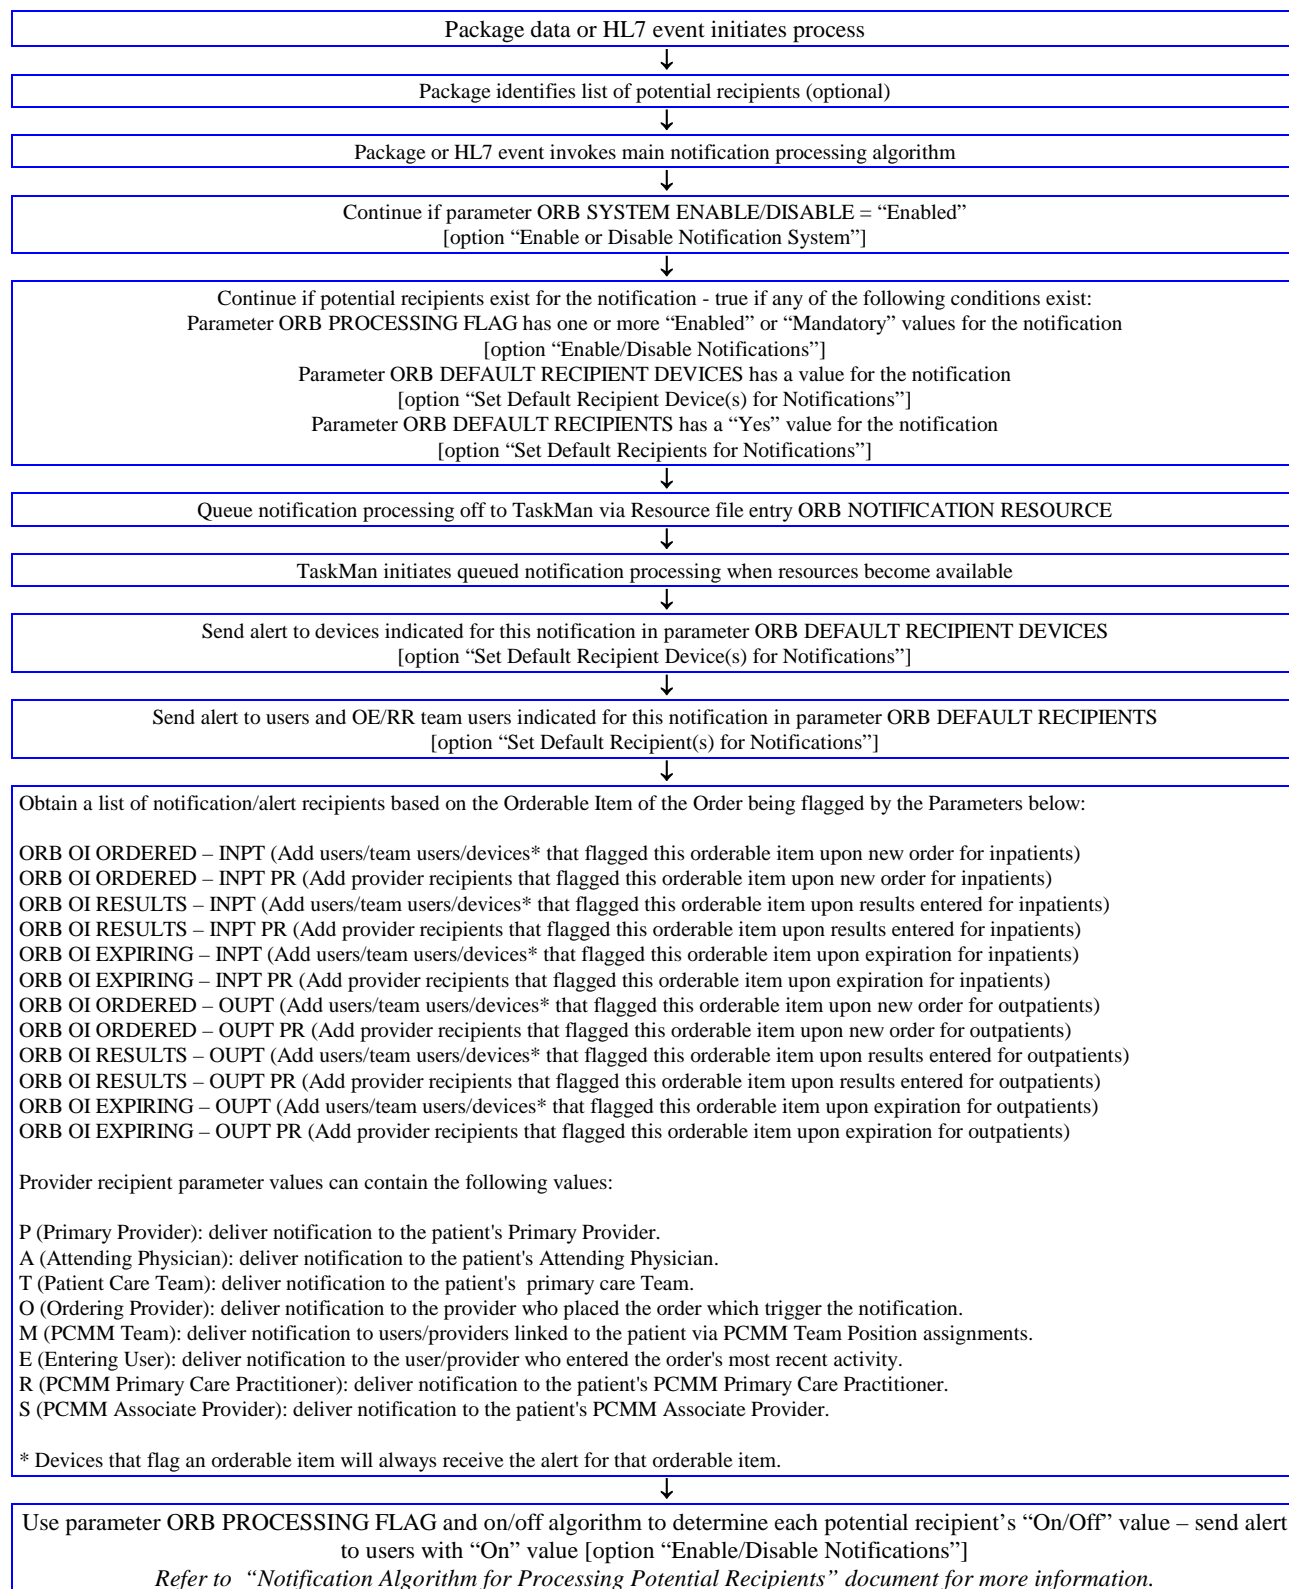 Package data or HL7 event initiates process
↓
Package identifies list of potential recipients (optional)
↓
Package or HL7 event invokes main notification processing algorithm
↓
Continue if parameter ORB SYSTEM ENABLE/DISABLE = “Enabled”
[option “Enable or Disable Notification System”]
↓
Continue if potential recipients exist for the notification - true if any of the following conditions exist:
Parameter ORB PROCESSING FLAG has one or more “Enabled” or “Mandatory” values for the notification
[option “Enable/Disable Notifications”]
Parameter ORB DEFAULT RECIPIENT DEVICES has a value for the notification
[option “Set Default Recipient Device(s) for Notifications”]
Parameter ORB DEFAULT RECIPIENTS has a “Yes” value for the notification
[option “Set Default Recipients for Notifications”]
↓
Queue notification processing off to TaskMan via Resource file entry ORB NOTIFICATION RESOURCE
↓
TaskMan initiates queued notification processing when resources become available
↓
Send alert to devices indicated for this notification in parameter ORB DEFAULT RECIPIENT DEVICES
[option “Set Default Recipient Device(s) for Notifications”]
↓
Send alert to users and OE/RR team users indicated for this notification in parameter ORB DEFAULT RECIPIENTS
[option “Set Default Recipient(s) for Notifications”]
↓
Obtain a list of notification/alert recipients based on the Orderable Item of the Order being flagged by the Parameters below:
ORB OI ORDERED – INPT (Add users/team users/devices* that flagged this orderable item upon new order for inpatients)
ORB OI ORDERED – INPT PR (Add provider recipients that flagged this orderable item upon new order for inpatients)
ORB OI RESULTS – INPT (Add users/team users/devices* that flagged this orderable item upon results entered for inpatients)
ORB OI RESULTS – INPT PR (Add provider recipients that flagged this orderable item upon results entered for inpatients)
ORB OI EXPIRING – INPT (Add users/team users/devices* that flagged this orderable item upon expiration for inpatients)
ORB OI EXPIRING – INPT PR (Add provider recipients that flagged this orderable item upon expiration for inpatients)
ORB OI ORDERED – OUPT (Add users/team users/devices* that flagged this orderable item upon new order for outpatients)
ORB OI ORDERED – OUPT PR (Add provider recipients that flagged this orderable item upon new order for outpatients)
ORB OI RESULTS – OUPT (Add users/team users/devices* that flagged this orderable item upon results entered for outpatients)
ORB OI RESULTS – OUPT PR (Add provider recipients that flagged this orderable item upon results entered for outpatients)
ORB OI EXPIRING – OUPT (Add users/team users/devices* that flagged this orderable item upon expiration for outpatients)
ORB OI EXPIRING – OUPT PR (Add provider recipients that flagged this orderable item upon expiration for outpatients)
Provider recipient parameter values can contain the following values:
P (Primary Provider): deliver notification to the patient's Primary Provider.
A (Attending Physician): deliver notification to the patient's Attending Physician.
T (Patient Care Team): deliver notification to the patient's primary care Team.
O (Ordering Provider): deliver notification to the provider who placed the order which trigger the notification.
M (PCMM Team): deliver notification to users/providers linked to the patient via PCMM Team Position assignments.
E (Entering User): deliver notification to the user/provider who entered the order's most recent activity.
R (PCMM Primary Care Practitioner): deliver notification to the patient's PCMM Primary Care Practitioner.
S (PCMM Associate Provider): deliver notification to the patient's PCMM Associate Provider.
* Devices that flag an orderable item will always receive the alert for that orderable item.
↓
Use parameter ORB PROCESSING FLAG and on/off algorithm to determine each potential recipient’s “On/Off” value – send alert
to users with “On” value [option “Enable/Disable Notifications”]
Refer to “Notification Algorithm for Processing Potential Recipients” document for more information.